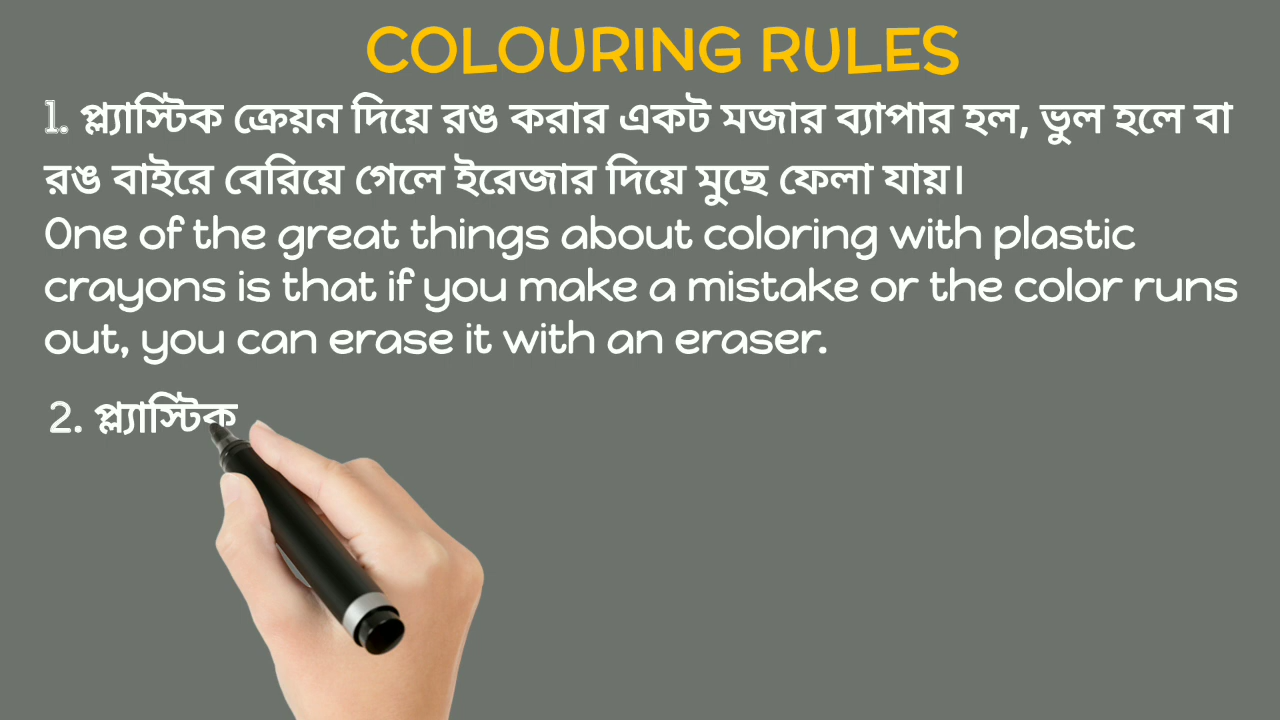 COLOURING RULES
1. প্ল্যাস্টিক ক্রেয়ন দিয়ে রঙ করার একট মজার ব্যাপার হল, ভুল হলে বা
রঙ বাইরে বেরিয়ে গেলে ইরেজার দিয়ে মুছে ফেলা যায়।
One of the great things about coloring with plastic
crayons is that if you make a mistake or the color runs
out, you can erase it with an eraser.
2. প্ল্যাস্টিক